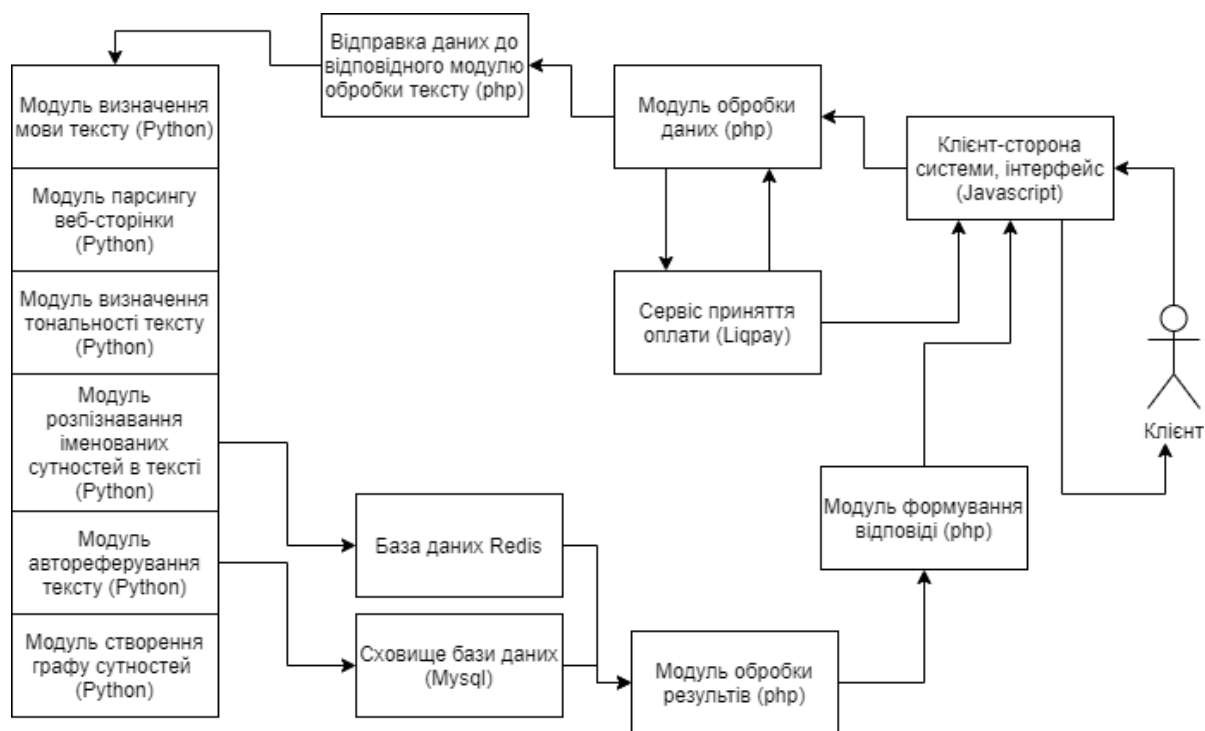 Відправка даних до
відповідного модулю
обробки тексту (php)
Модуль визначення
мови тексту (Python)
Модуль обробки
даних (php)
Клієнт-сторона
системи, інтерфейс
(Javascript)
Модуль парсингу
веб-сторінки
(Python)
Модуль визначення
тональності тексту
(Python)
Сервіс приняття
оплати (Liqpay)
Клієнт
Модуль
розпізнавання
іменованих
сутностей в тексті
(Python)
Модуль формування
відповіді (php)
Модуль
автореферування
тексту (Python)
База даних Redis
Модуль створення
графу сутностей
(Python)
Сховище бази даних
(Mysql)
Модуль обробки
результів (php)